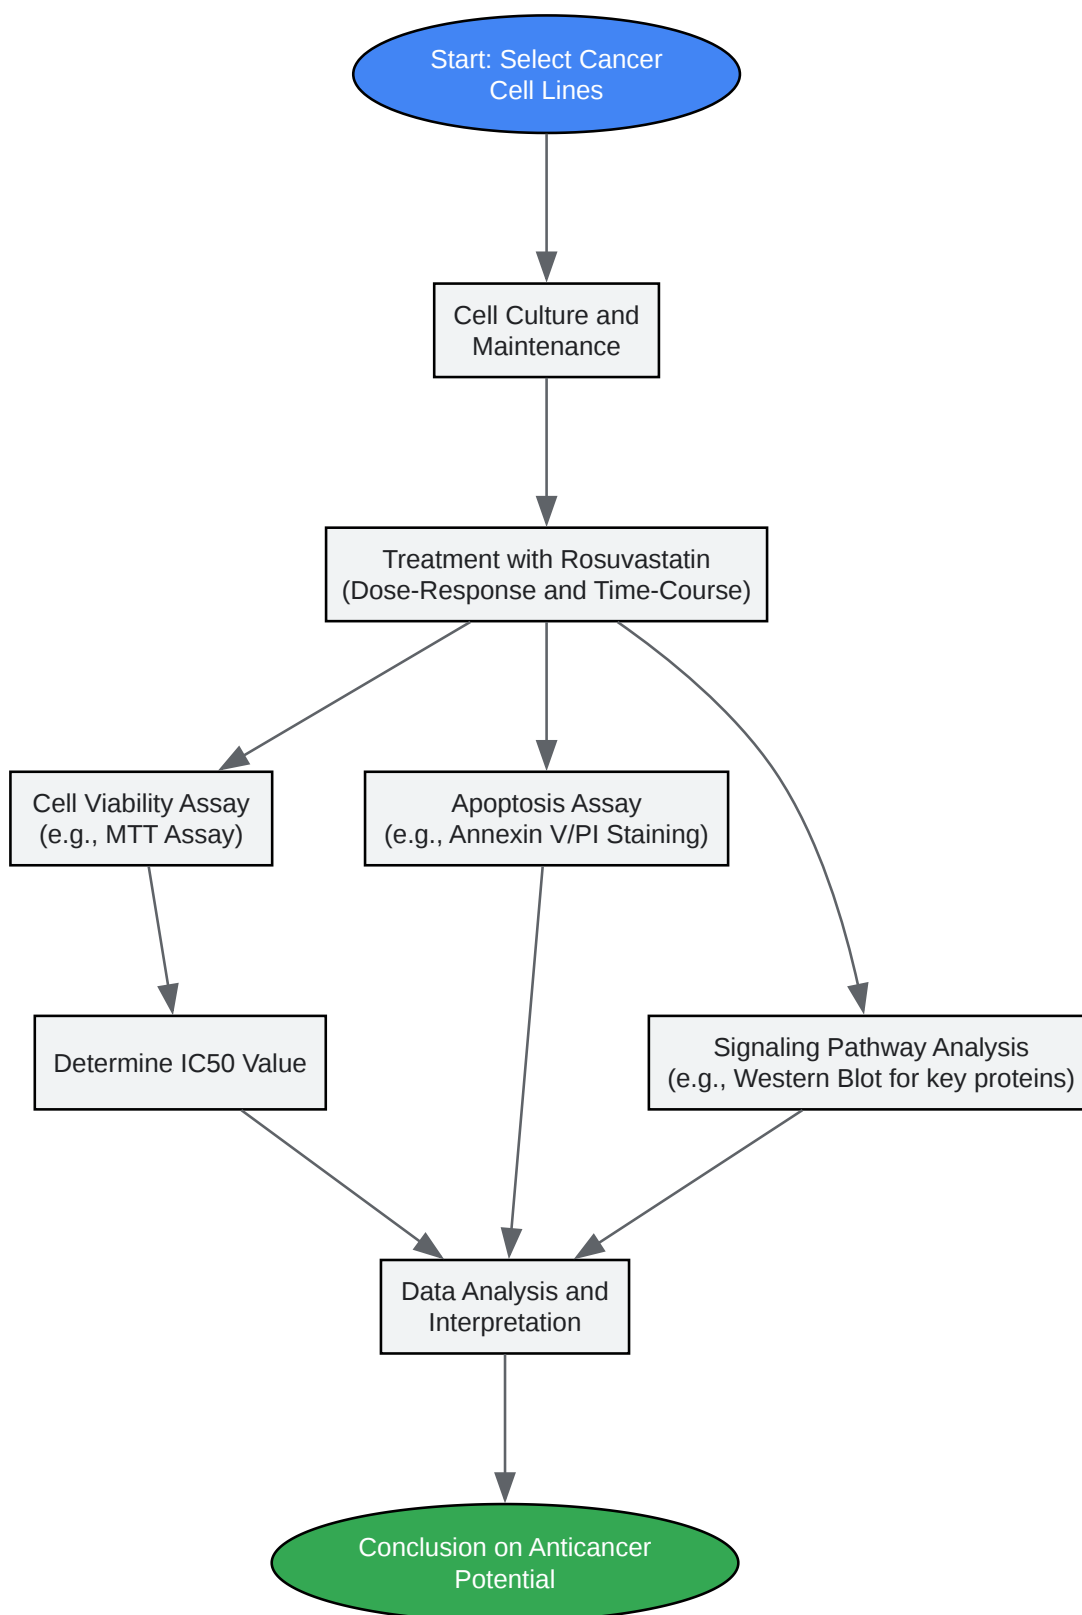 Start: Select Cancer
Cell Lines
Cell Culture and
Maintenance
Treatment with Rosuvastatin
(Dose-Response and Time-Course)
Cell Viability Assay
(e.g., MTT Assay)
Apoptosis Assay
(e.g., Annexin V/PI Staining)
Determine IC50 Value
Signaling Pathway Analysis
(e.g., Western Blot for key proteins)
Data Analysis and
Interpretation
Conclusion on Anticancer
Potential